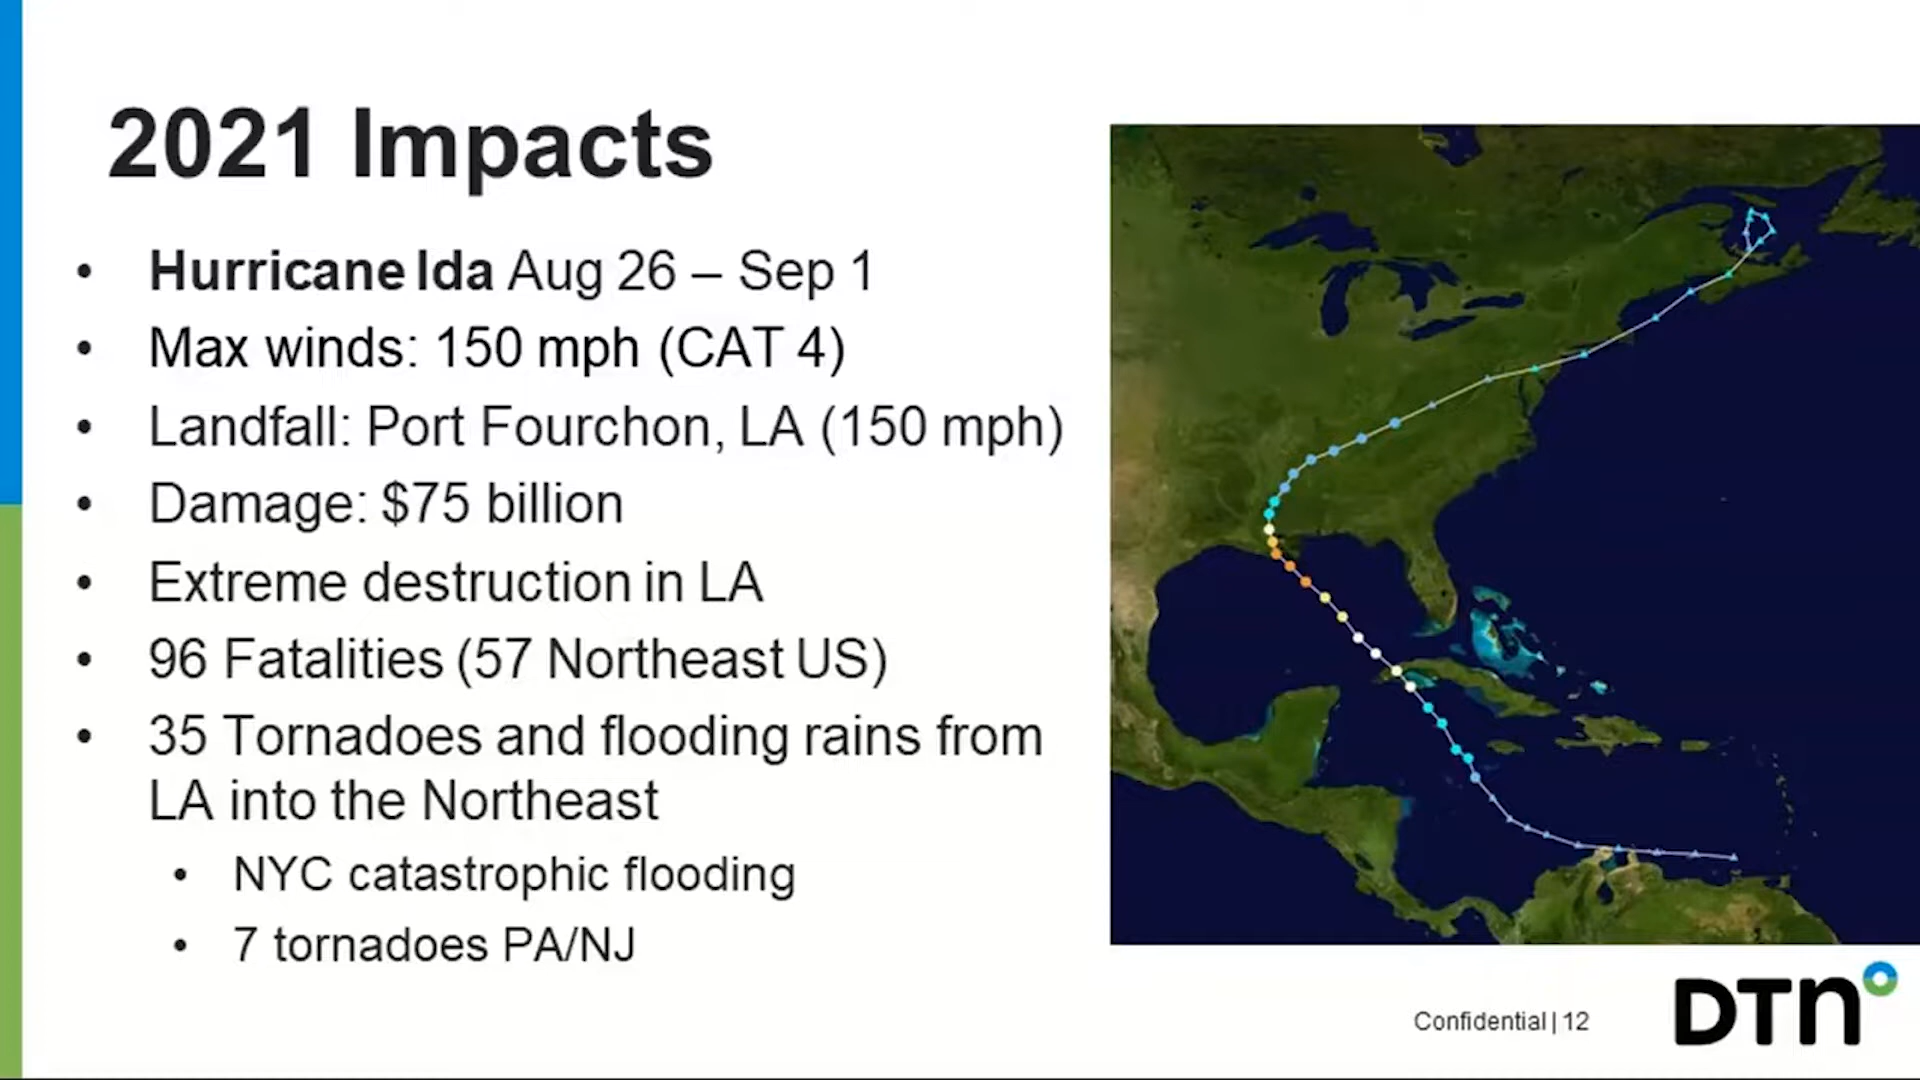 2021 Impacts
• Hurricane Ida Aug 26 – Sep 1
• Max winds: 150 mph (CAT 4)
• Landfall: Port Fourchon, LA (150 mph)
• Damage: $75 billion
• Extreme destruction in LA
• 96 Fatalities (57 Northeast US)
• 35 Tornadoes and flooding rains from
LA into the Northeast
• NYC catastrophic flooding
• 7 tornadoes PA/NJ
Confidential | 12
DTN